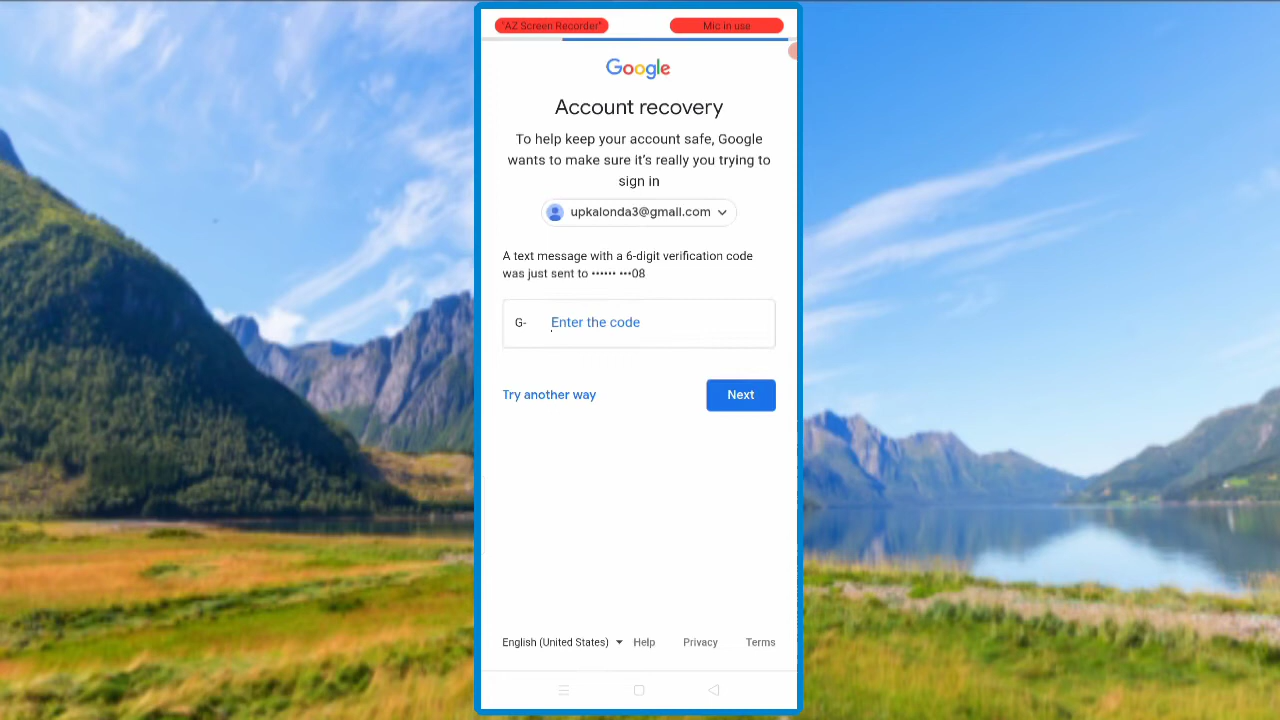 "AZ Screen Recorder"
Mic in use
Google
Account recovery
To help keep your account safe, Google
wants to make sure it's really you trying to
sign in
upkalonda3@gmail.com
A text message with a 6-digit verification code
was just sent to •••••• •••08
G-
Enter the code
Try another way
Next
English (United States)
Help
Privacy
Terms